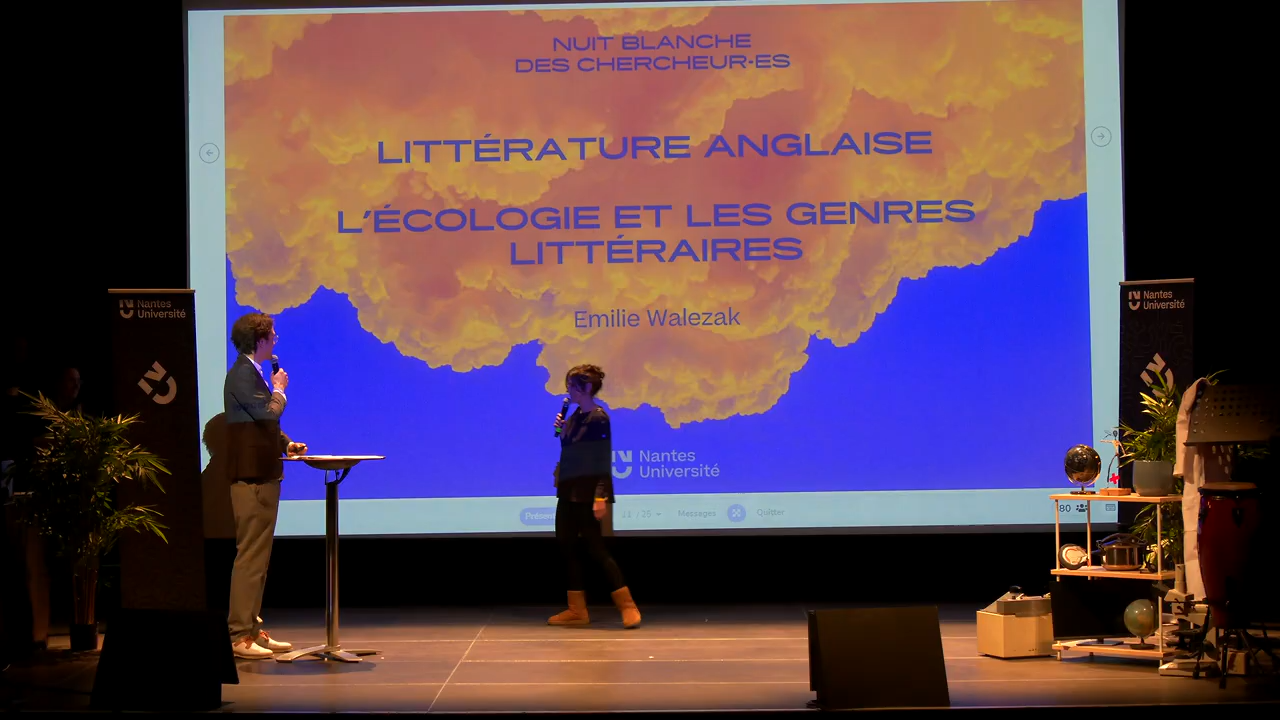 NUIT BLANCHE
DES CHERCHEUR·ES
LITTÉRATURE ANGLAISE
L'ÉCOLOGIE ET LES GENRES
LITTÉRAIRES
Emilie Walezak
Nantes
Université
Nantes
Université
Nantes
Université
Messages
Quitter
80